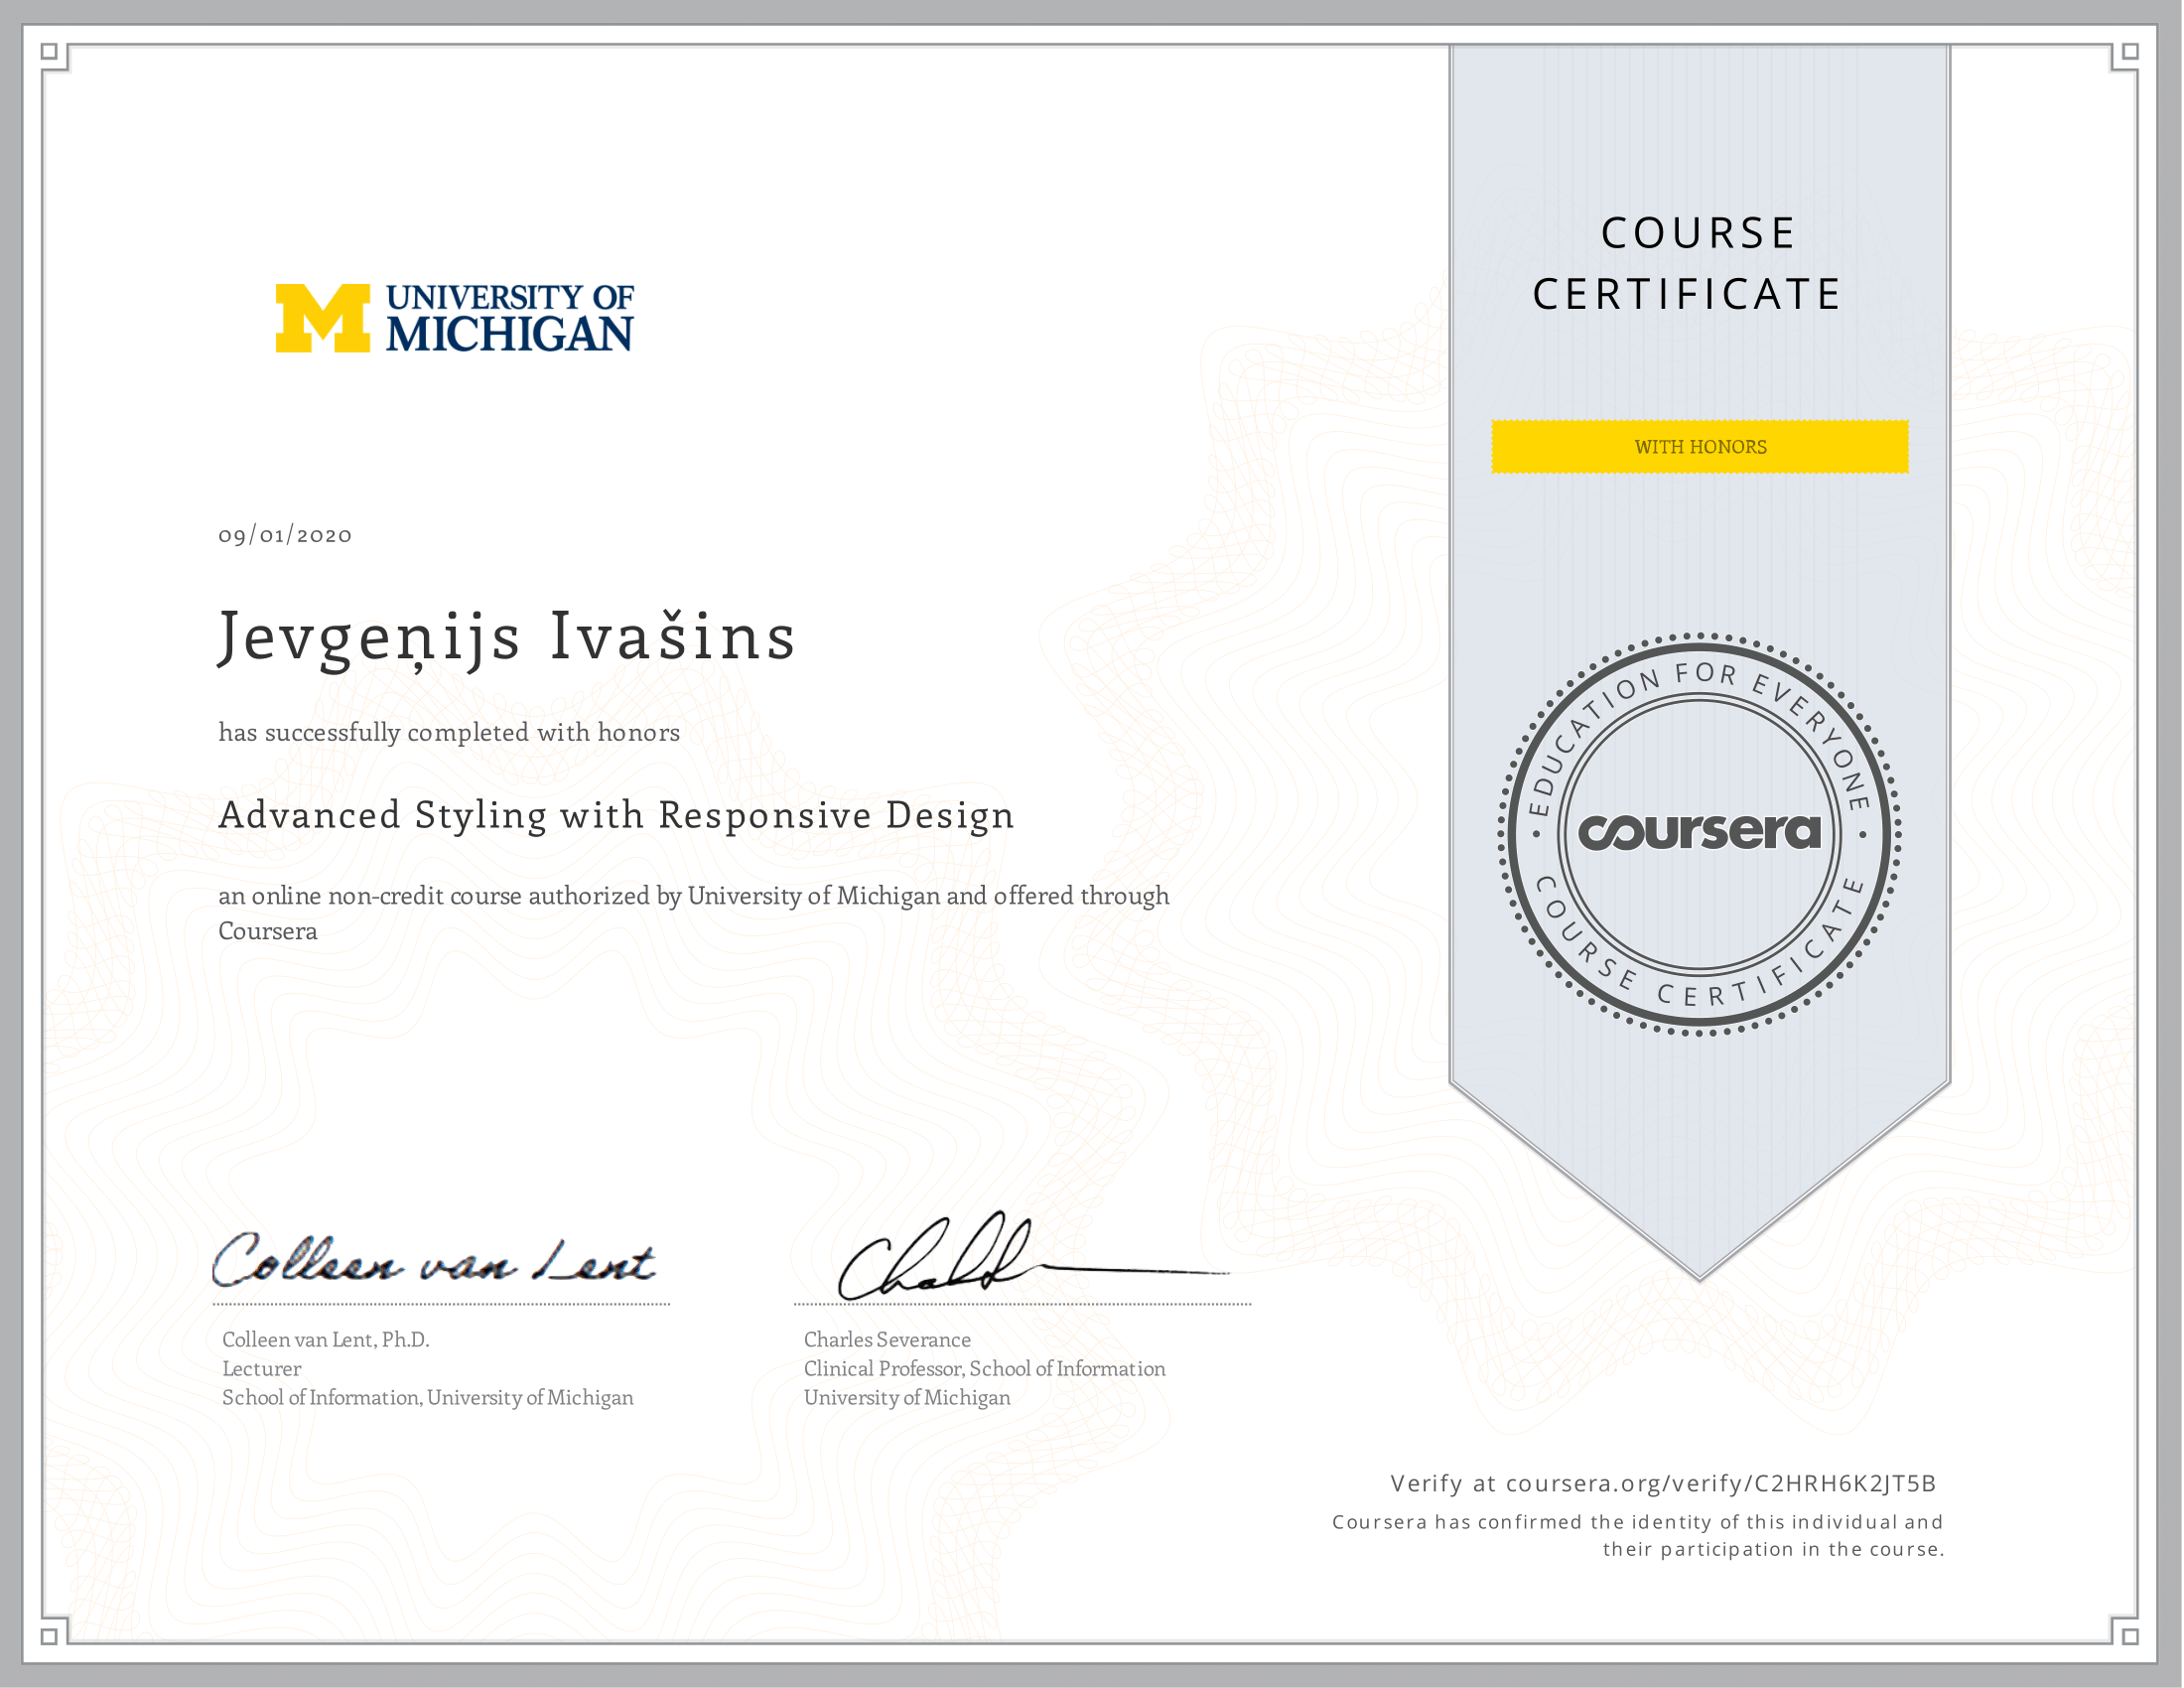 UNIVERSITY OF
MICHIGAN
COURSE
CERTIFICATE
WITH HONORS
09/01/2020
Jevgeņijs Ivašins
has successfully completed with honors
Advanced Styling with Responsive Design
an online non-credit course authorized by University of Michigan and offered through
Coursera
EDUCATION FOR EVERYONE
coursera
COURSE CERTIFICATE
Colleen van Lent
Colleen van Lent, Ph.D.
Lecturer
School of Information, University of Michigan
Charles Severance
Clinical Professor, School of Information
University of Michigan
Verify at coursera.org/verify/C2HRH6K2JT5B
Coursera has confirmed the identity of this individual and
their participation in the course.